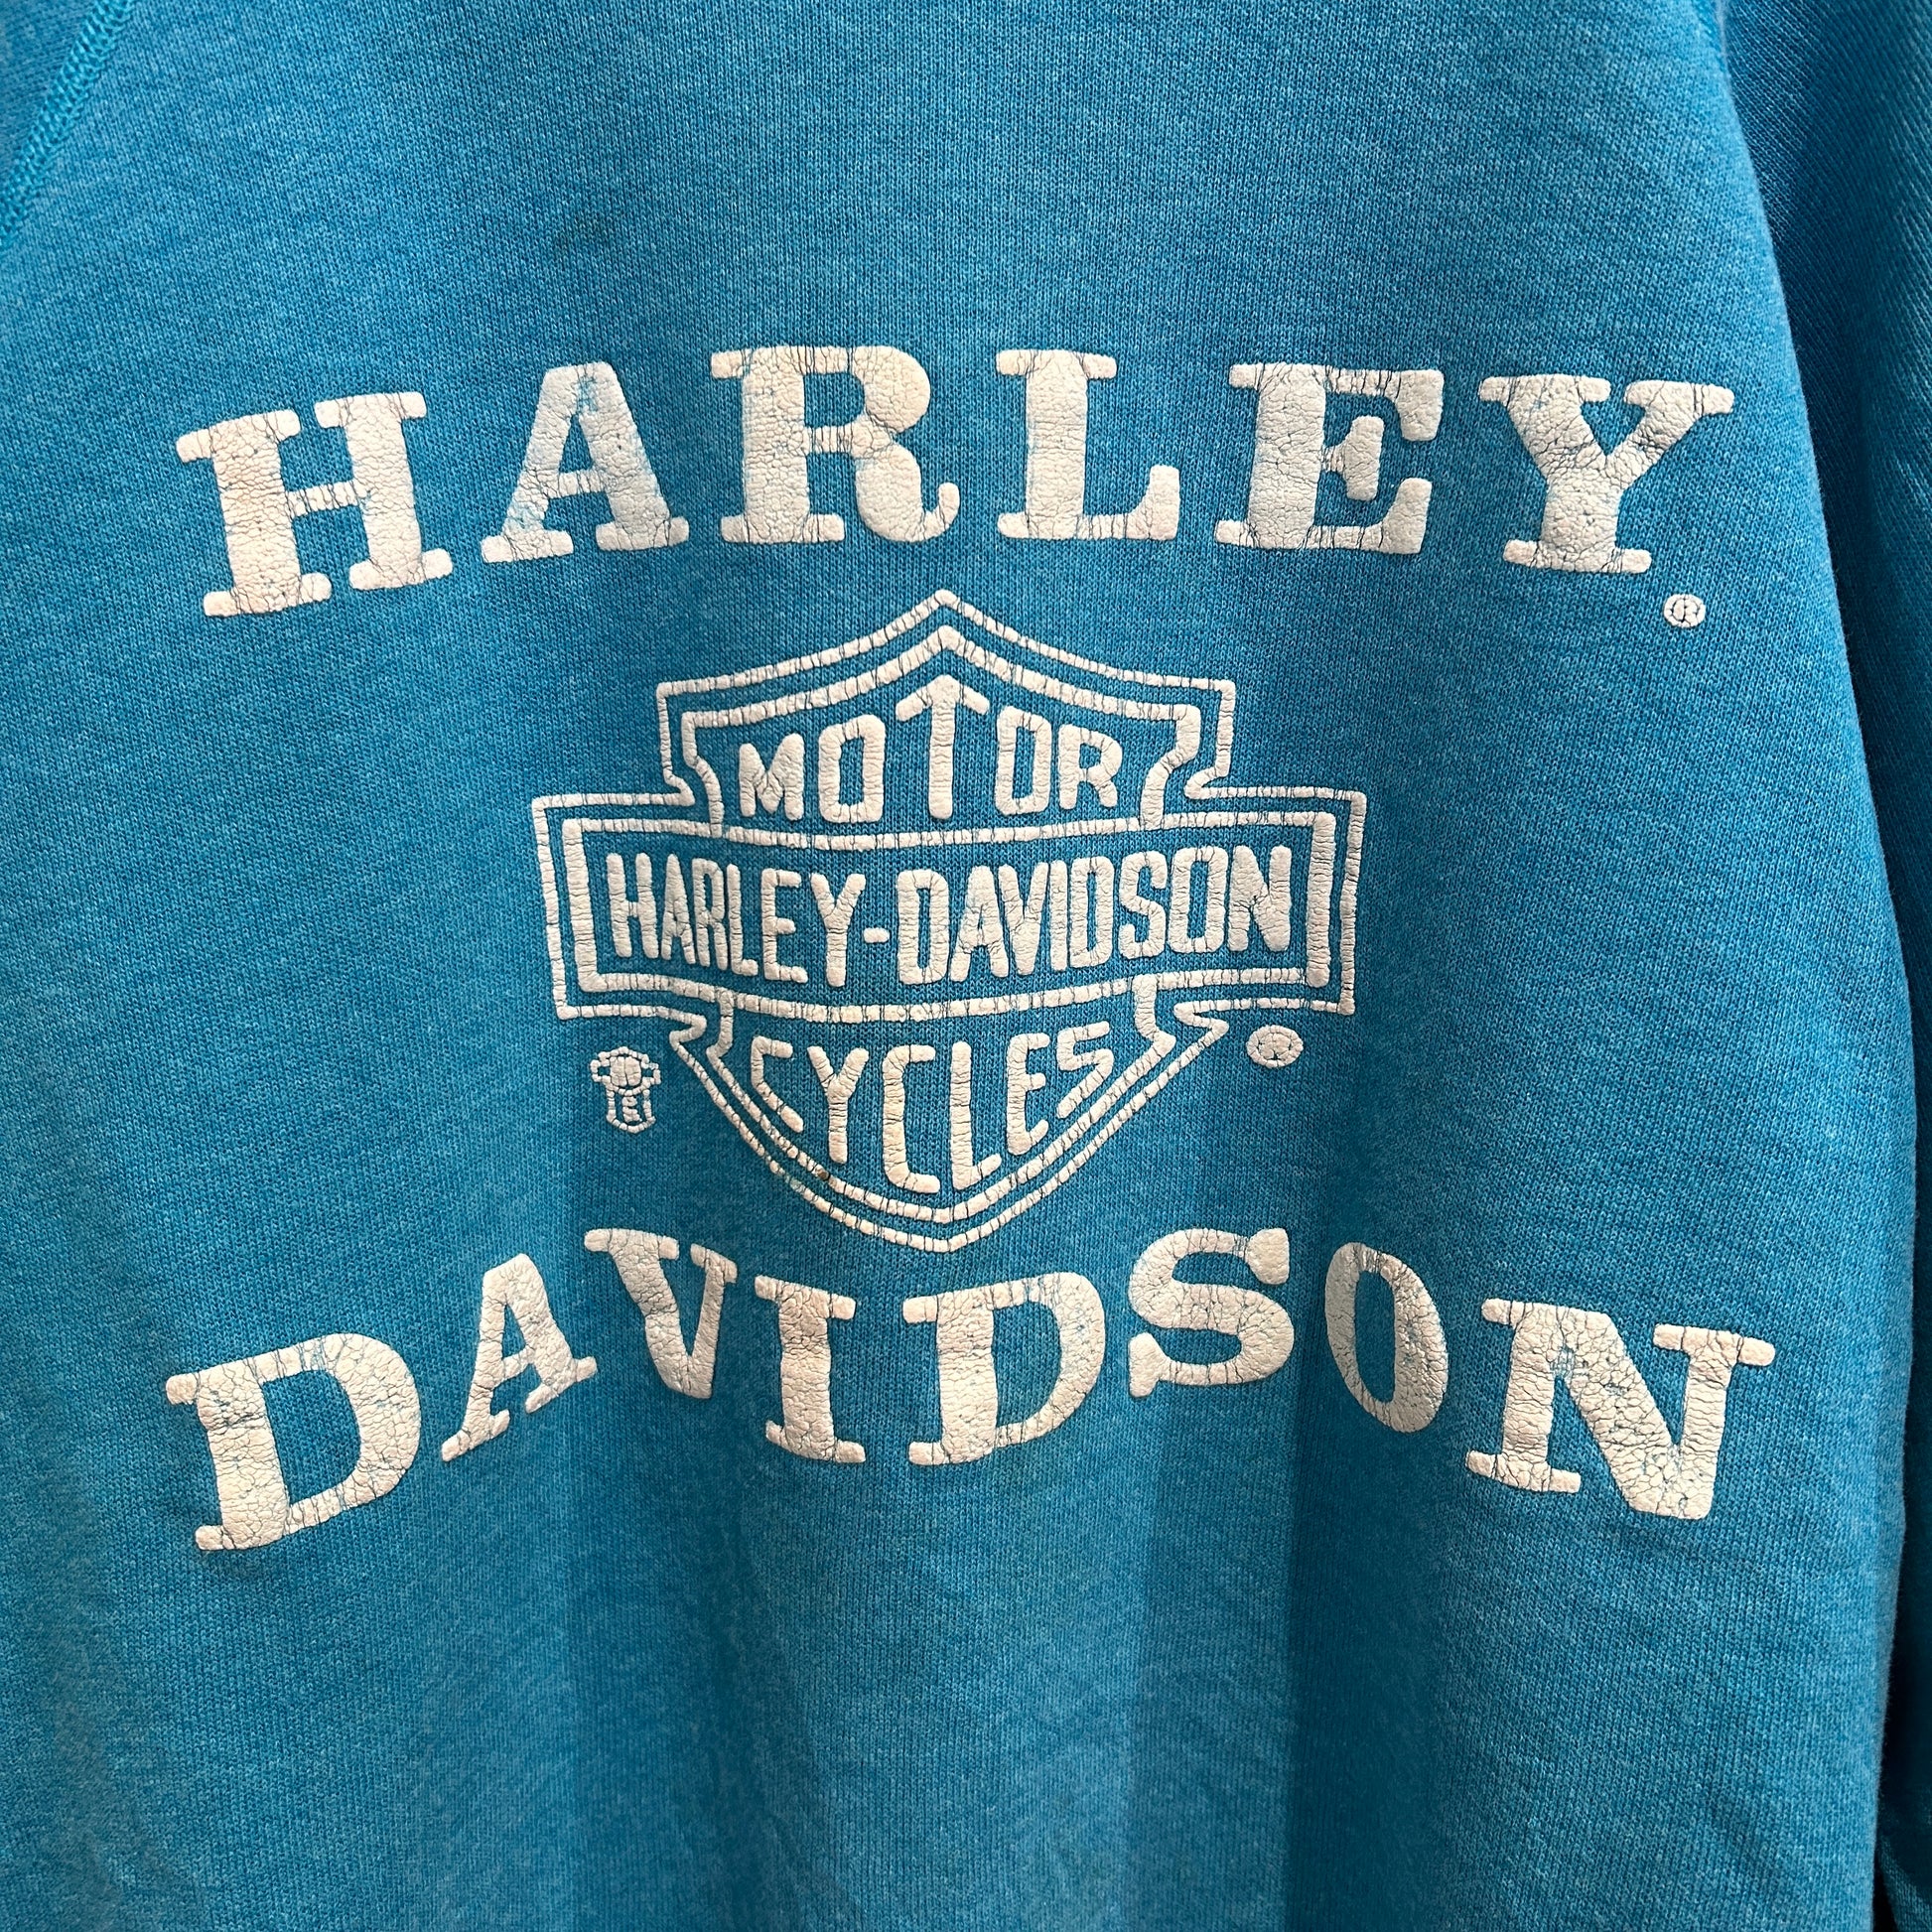 HARLEY®
MOTOR
HARLEY-DAVIDSON
CYCLES
®
DAVIDSON